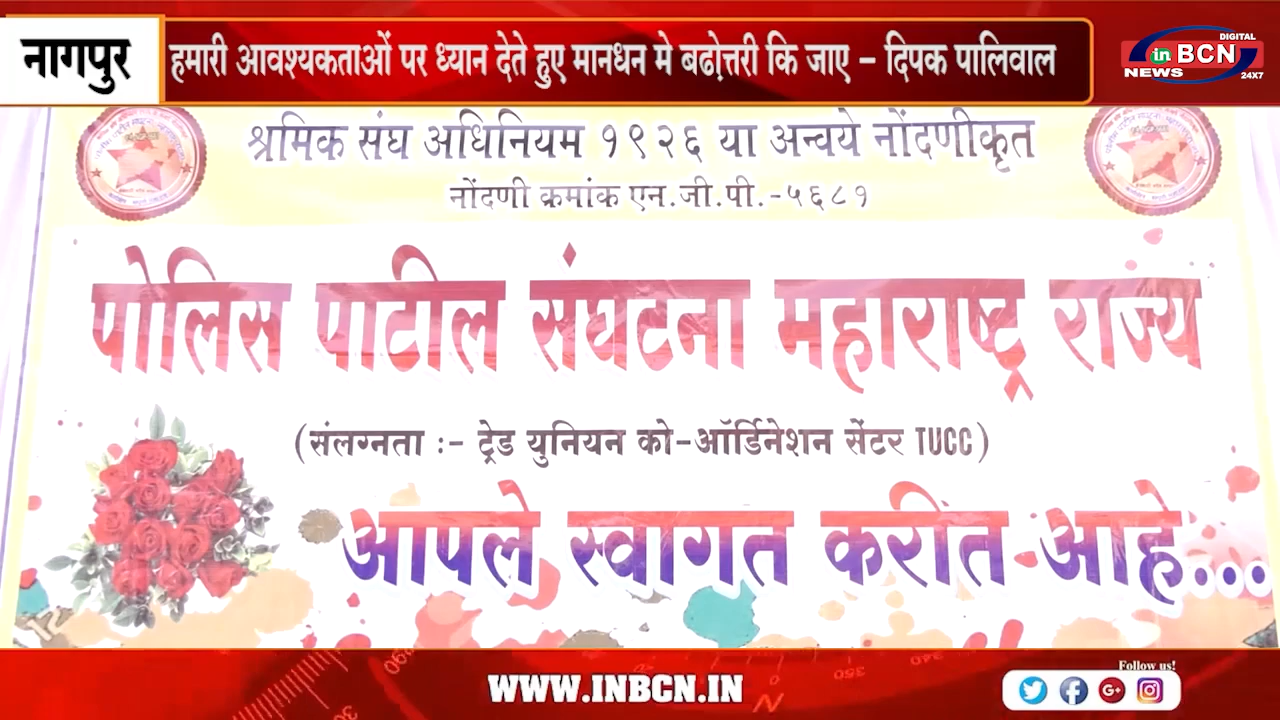 नागपुर
हमारी आवश्यकताओं पर ध्यान देते हुए मानधन मे बढो़त्तरी कि जाए – दिपक पालिवाल
DIGITAL
in BCN
NEWS 24X7
श्रमिक संघ अधिनियम १९२६ या अन्वये नोंदणीकृत
नोंदणी क्रमांक एन.जी.पी.-५६८१
पोलिस पाटील संघटना महाराष्ट्र राज्य
(संलग्नता :- ट्रेड युनियन को-ऑर्डिनेशन सेंटर TUCC)
आपले स्वागत करीत आहे...
WWW.INBCN.IN
Follow us!